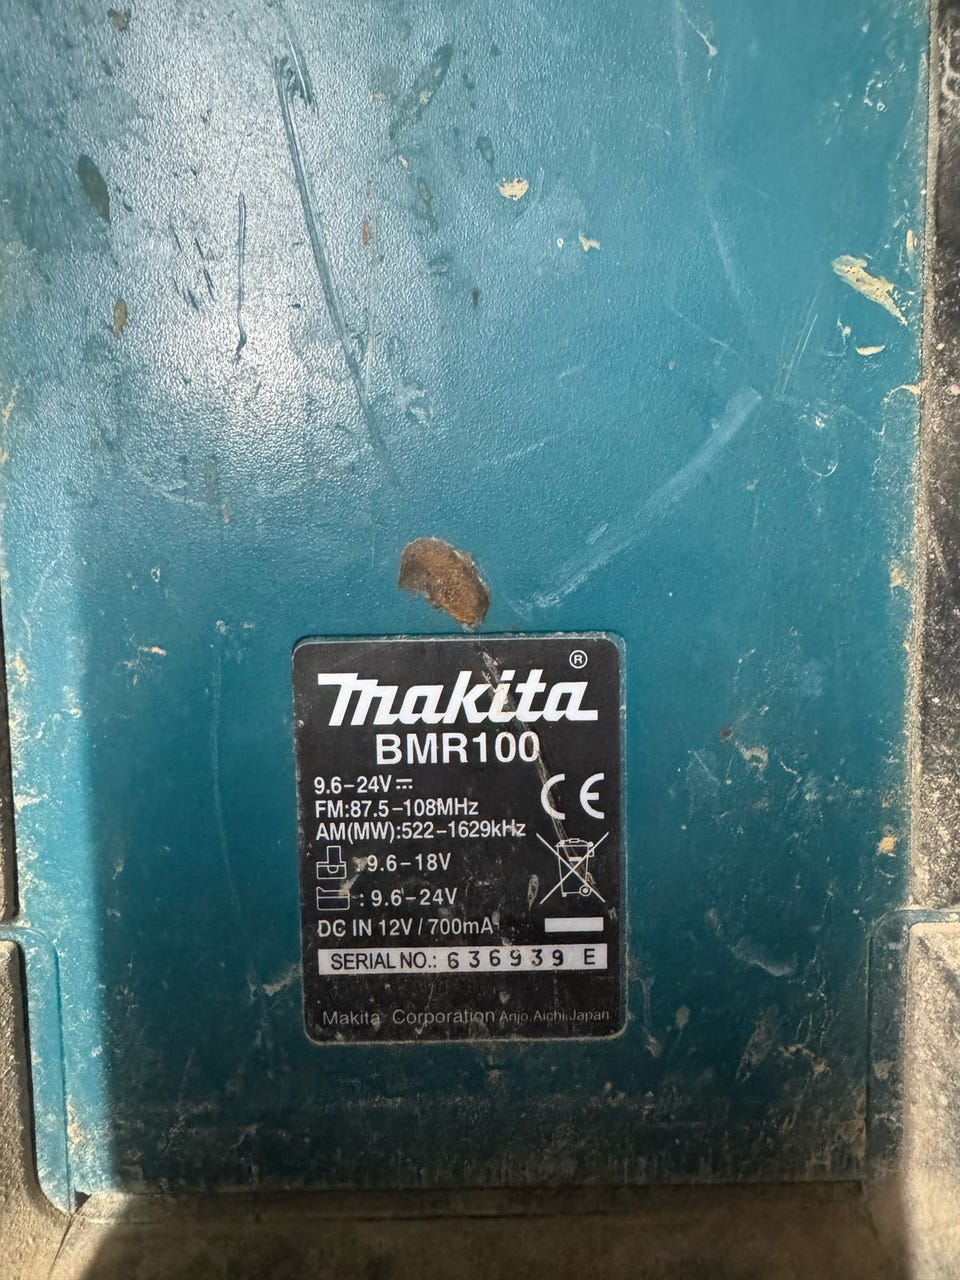 makita®
BMR100
9.6-24V⎓
FM:87.5-108MHz
AM(MW):522-1629kHz
CE
:9.6-18V
:9.6-24V
DC IN 12V/700mA
SERIAL NO.: 636939 E
Makita Corporation Anjo, Aichi Japan